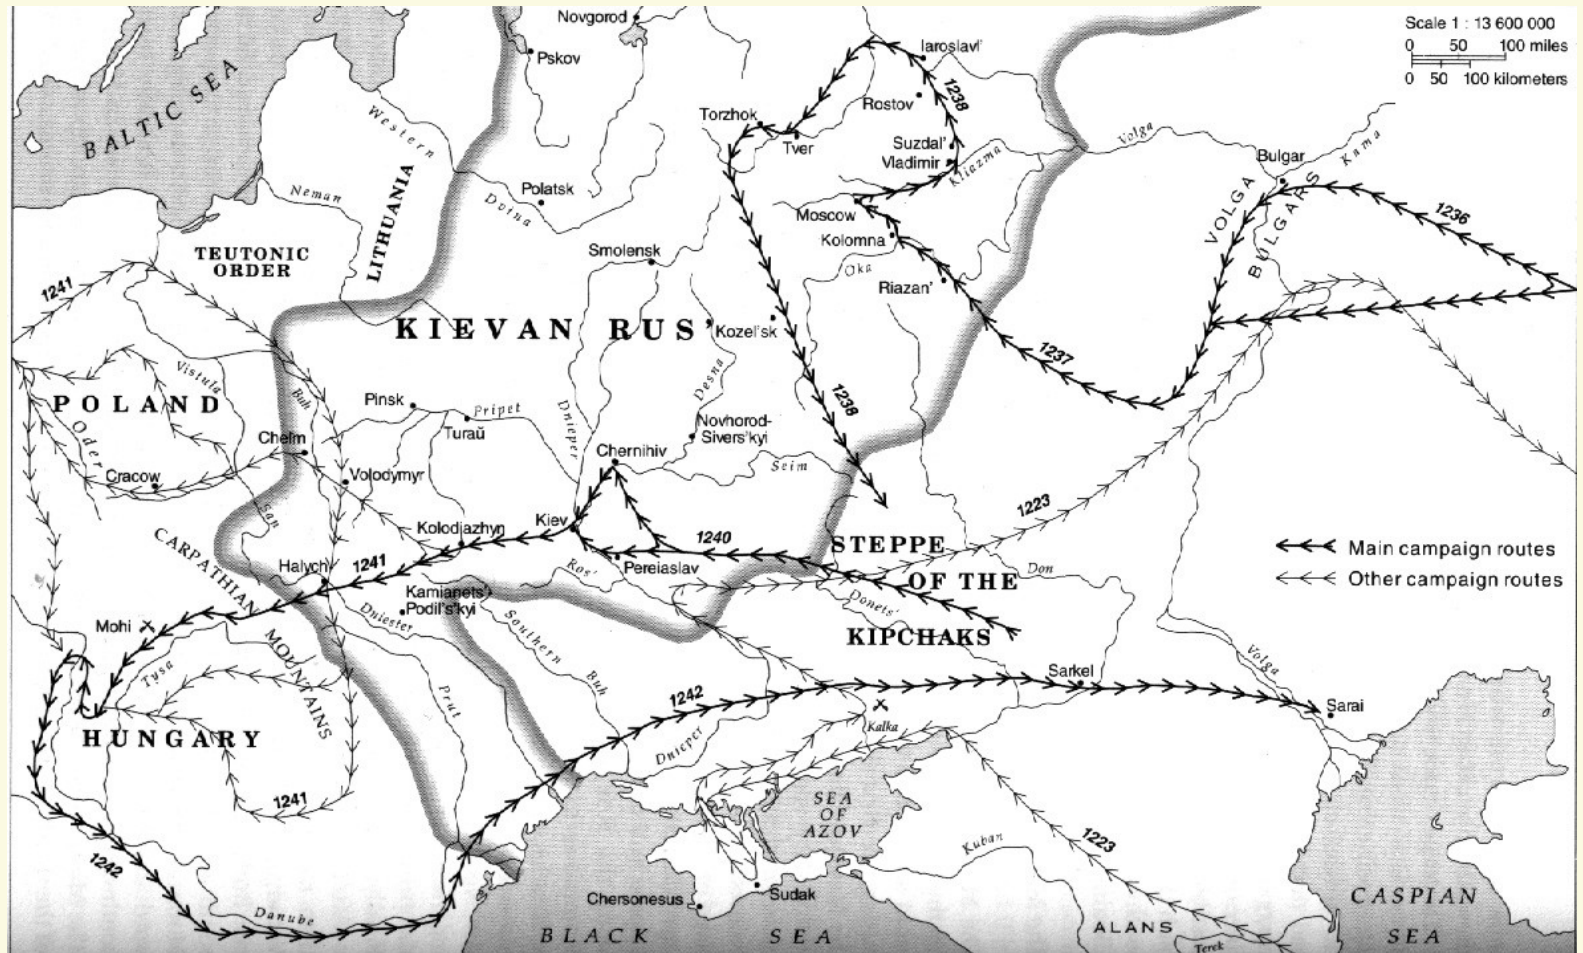 Scale 1 : 13 600 000
0 50 100 miles
0 50 100 kilometers
Novgorod
Pskov
BALTIC SEA
Western
Dvina
Iaroslavl'
Rostov
1238
Torzhok
Tver
Suzdal'
Vladimir
Kliazma
Volga
Bulgar
Kama
VOLGA
BULGARS
1236
Neman
LITHUANIA
Polatsk
Moscow
Kolomna
Oka
Riazan'
TEUTONIC
ORDER
Smolensk
1241
KIEVAN RUS'
Kozel'sk
1237
Vistula
POLAND
Oder
Buh
Pinsk
Pripet
Turaŭ
Dnieper
Desna
Novhorod-
Sivers'kyi
1238
Chełm
Cracow
Volodymyr
Chernihiv
Seim
San
Kiev
Kolodiazhyn
1240
1223
STEPPE
OF THE
KIPCHAKS
Main campaign routes
Other campaign routes
CARPATHIAN
MOUNTAINS
Halych
1241
Ros'
Pereiaslav
Don
Donets'
Kamianets'-
Podil's'kyi
Dniester
Mohi
Tysa
Southern Buh
Prut
HUNGARY
1241
1242
Dnieper
Sarkel
Volga
Sarai
Kalka
1242
SEA
OF
AZOV
Kuban
1223
Danube
Chersonesus
Sudak
BLACK SEA
ALANS
Terek
CASPIAN
SEA